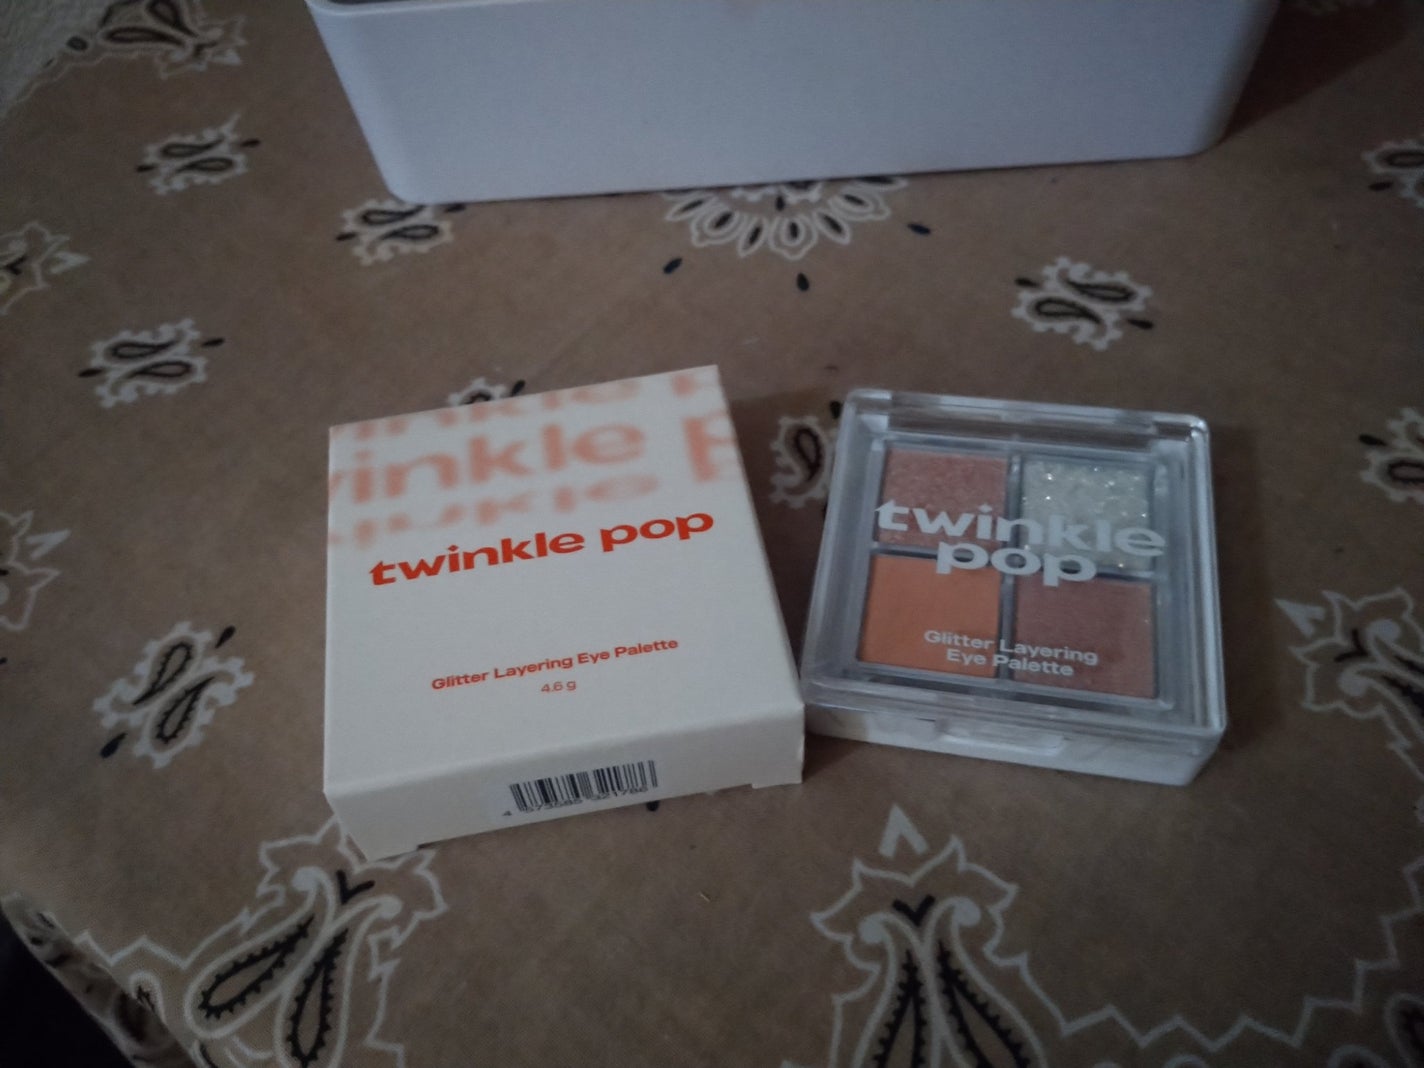 twinkle p
twinkle pop
Glitter Layering Eye Palette
4.6 g
twinkle
pop
Glitter Layering
Eye Palette